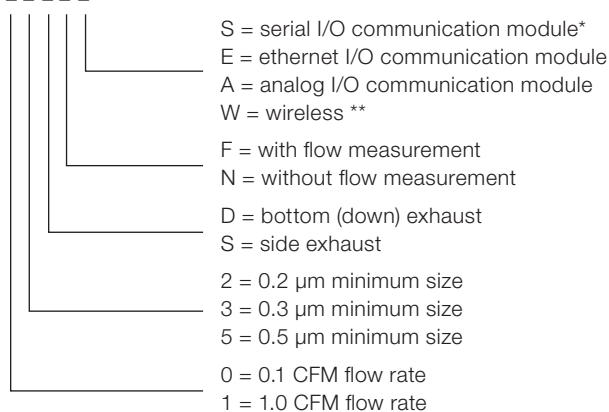 S = serial I/O communication module*
E = ethernet I/O communication module
A = analog I/O communication module
W = wireless **
F = with flow measurement
N = without flow measurement
D = bottom (down) exhaust
S = side exhaust
2 = 0.2 µm minimum size
3 = 0.3 µm minimum size
5 = 0.5 µm minimum size
0 = 0.1 CFM flow rate
1 = 1.0 CFM flow rate